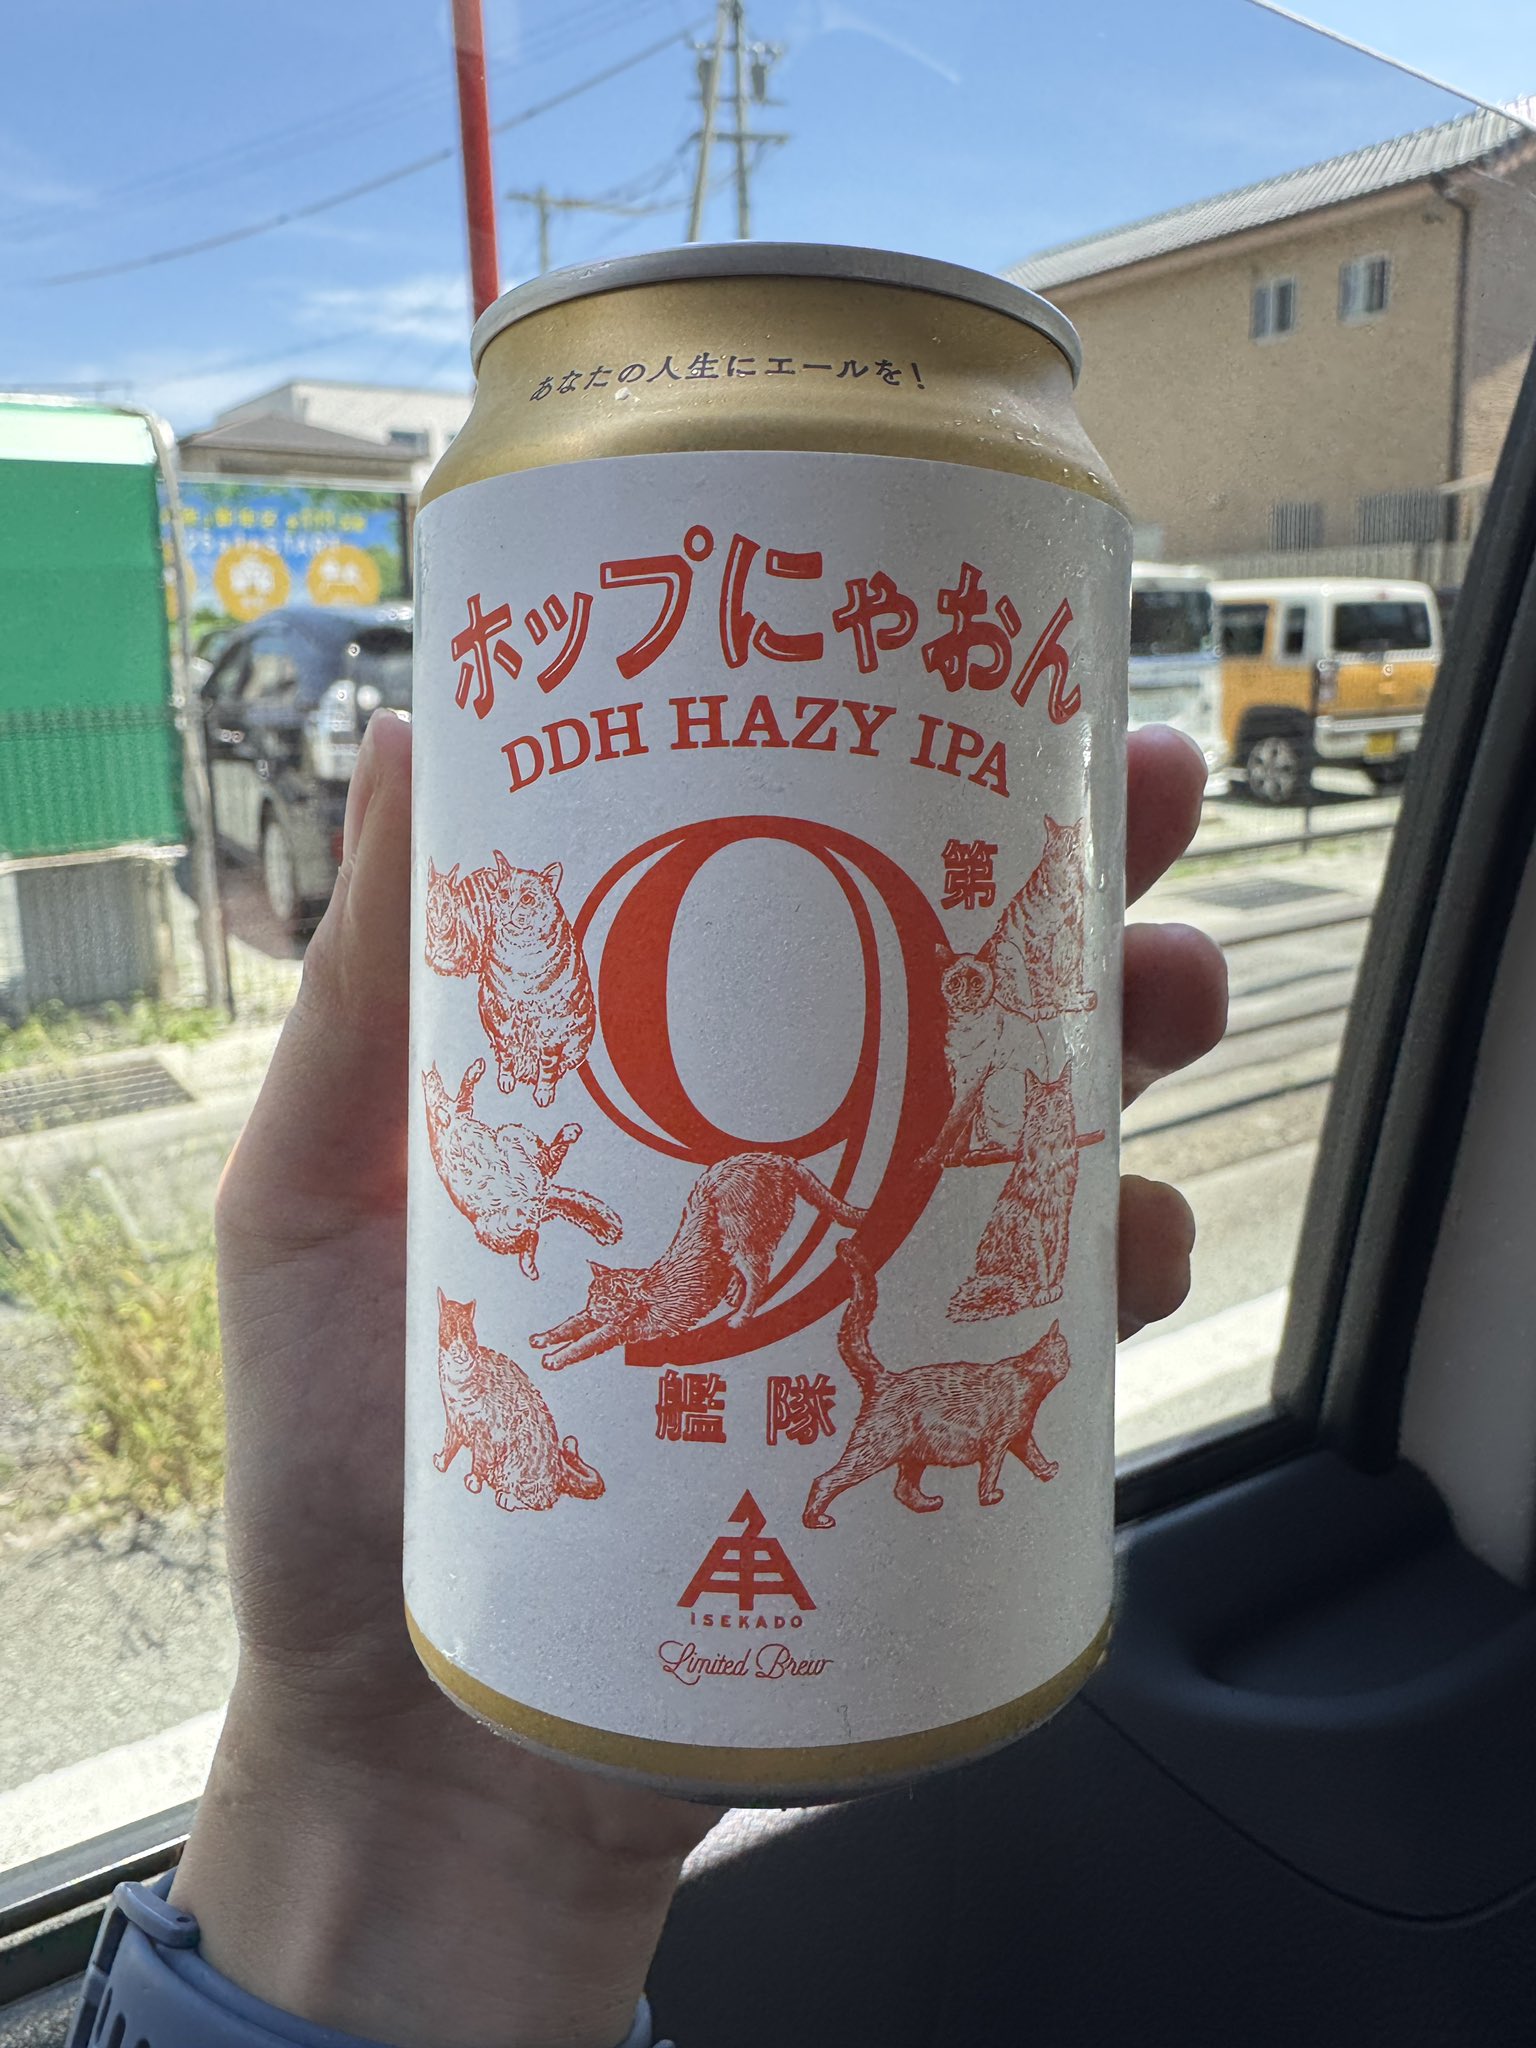 あなたの人生にエールを!
ホップにゃおん
DDH HAZY IPA
第
9
艦隊
ISEKADO
Limited Brew